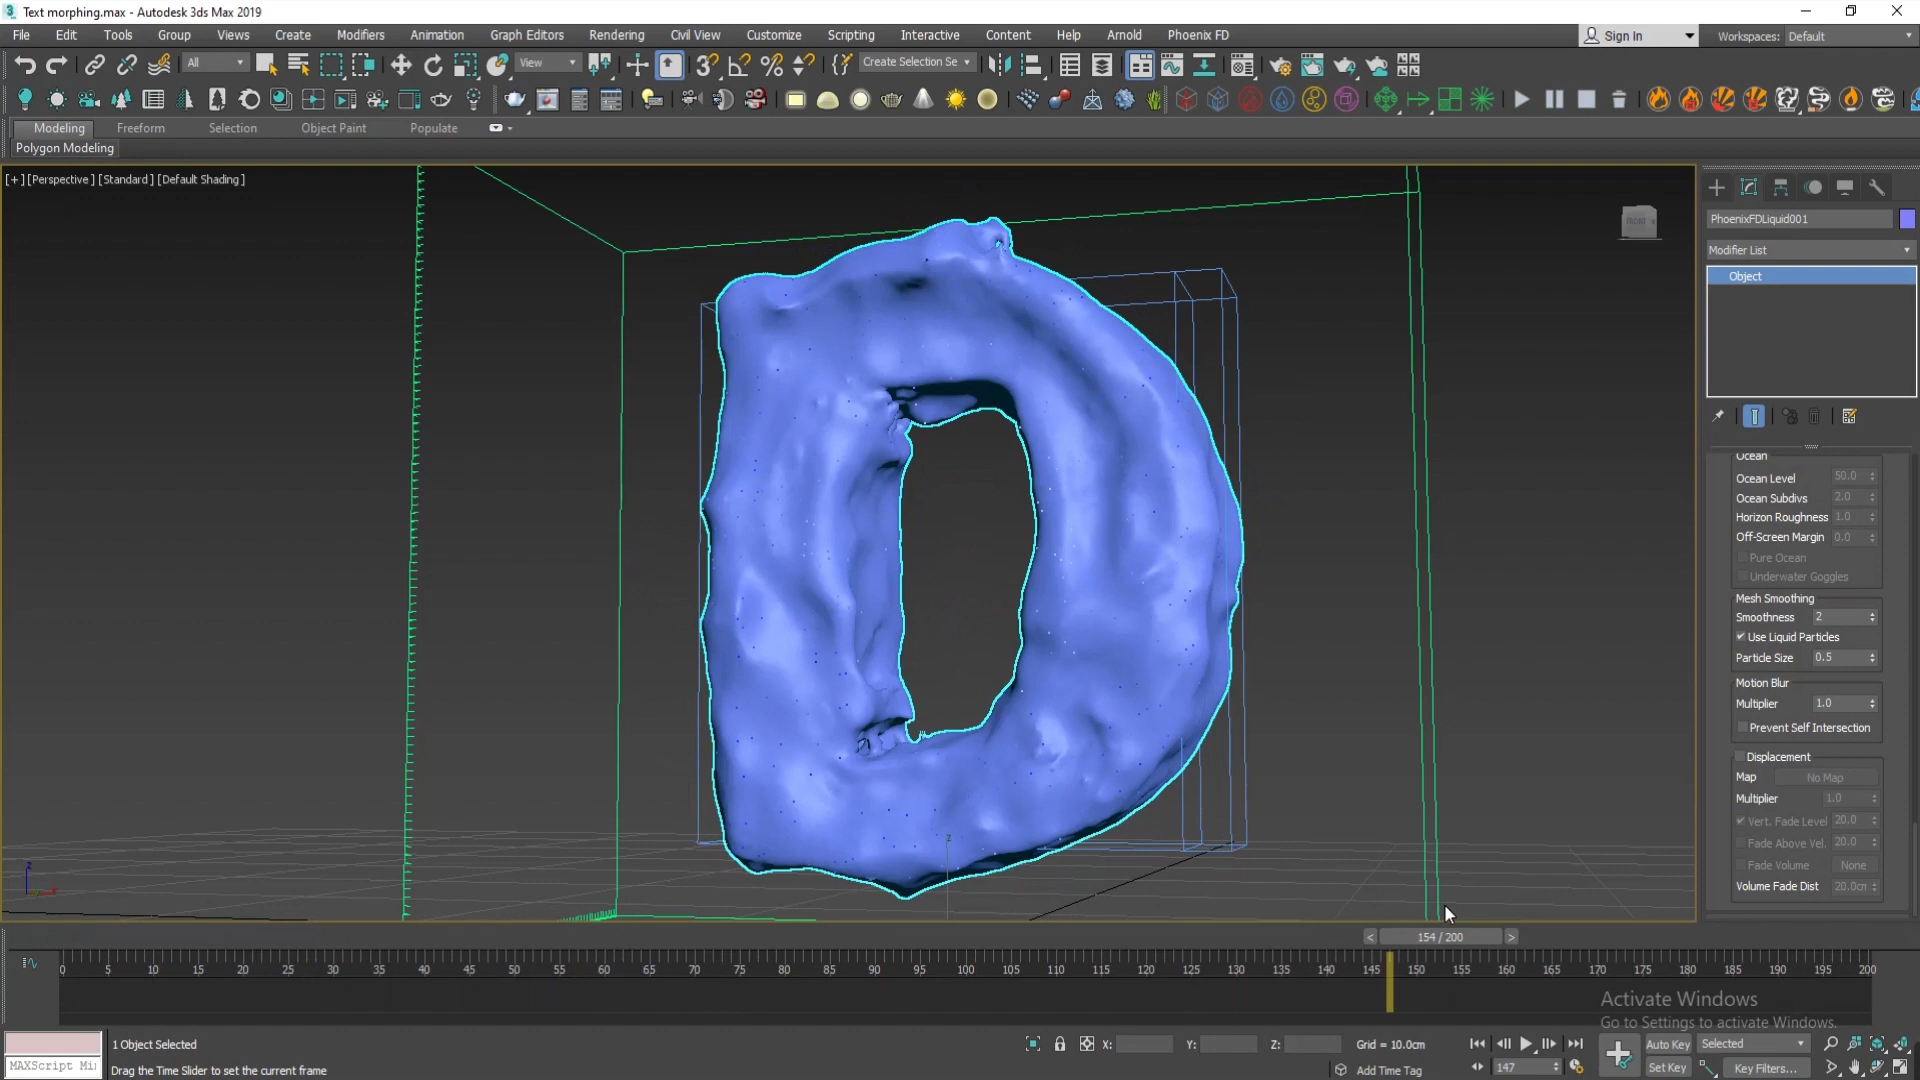 Text morphing.max - Autodesk 3ds Max 2019
File Edit Tools Group Views Create Modifiers Animation Graph Editors Rendering Civil View Customize Scripting Interactive Content Help Arnold Phoenix FD
Sign In Workspaces: Default
All View Create Selection Se
Modeling Freeform Selection Object Paint Populate
Polygon Modeling
[+] [Perspective] [Standard] [Default Shading]
FRONT
PhoenixFDLiquid001
Modifier List
Object
Ocean
Ocean Level 50.0
Ocean Subdivs 2.0
Horizon Roughness 1.0
Off-Screen Margin 0.0
Pure Ocean
Underwater Goggles
Mesh Smoothing
Smoothness 2
Use Liquid Particles
Particle Size 0.5
Motion Blur
Multiplier 1.0
Prevent Self Intersection
Displacement
Map No Map
Multiplier 1.0
Vert. Fade Level 20.0
Fade Above Vel. 20.0
Fade Volume None
Volume Fade Dist 20.0cm
z
z
< 154 / 200 >
0 5 10 15 20 25 30 35 40 45 50 55 60 65 70 75 80 85 90 95 100 105 110 115 120 125 130 135 140 145 150 155 160 165 170 175 180 185 190 195 200
Activate Windows
Go to Settings to activate Windows.
1 Object Selected X: Y: Z: Grid = 10.0cm Auto Key Selected
MAXScript Mi Drag the Time Slider to set the current frame Add Time Tag 147 Set Key Key Filters...